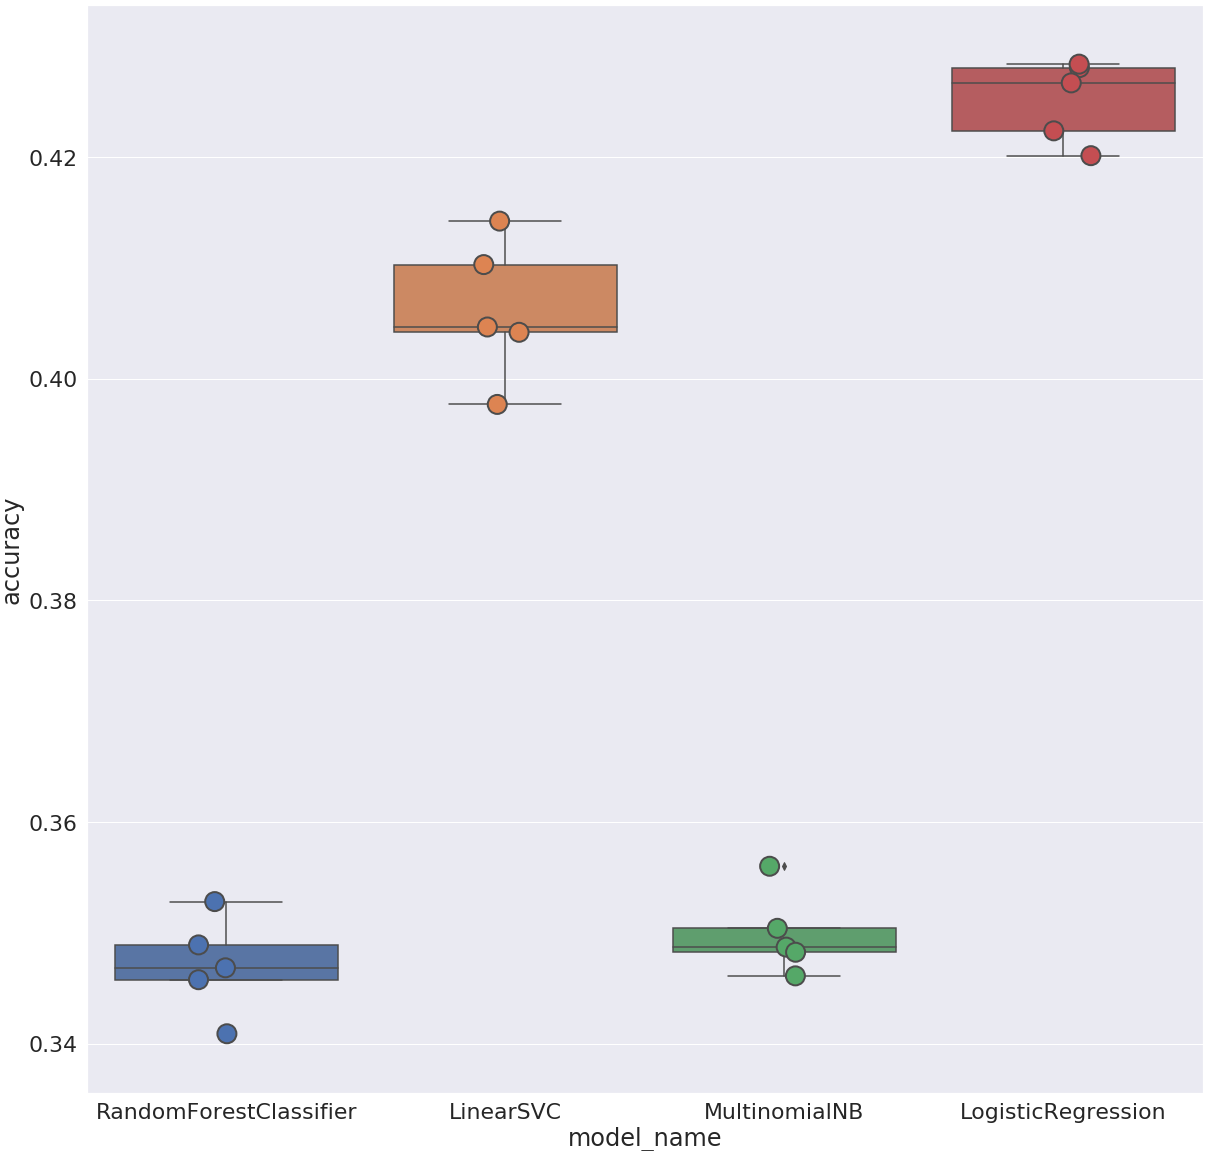 accuracy
0.42
0.40
0.38
0.36
0.34
RandomForestClassifier
LinearSVC
MultinomialNB
LogisticRegression
model_name